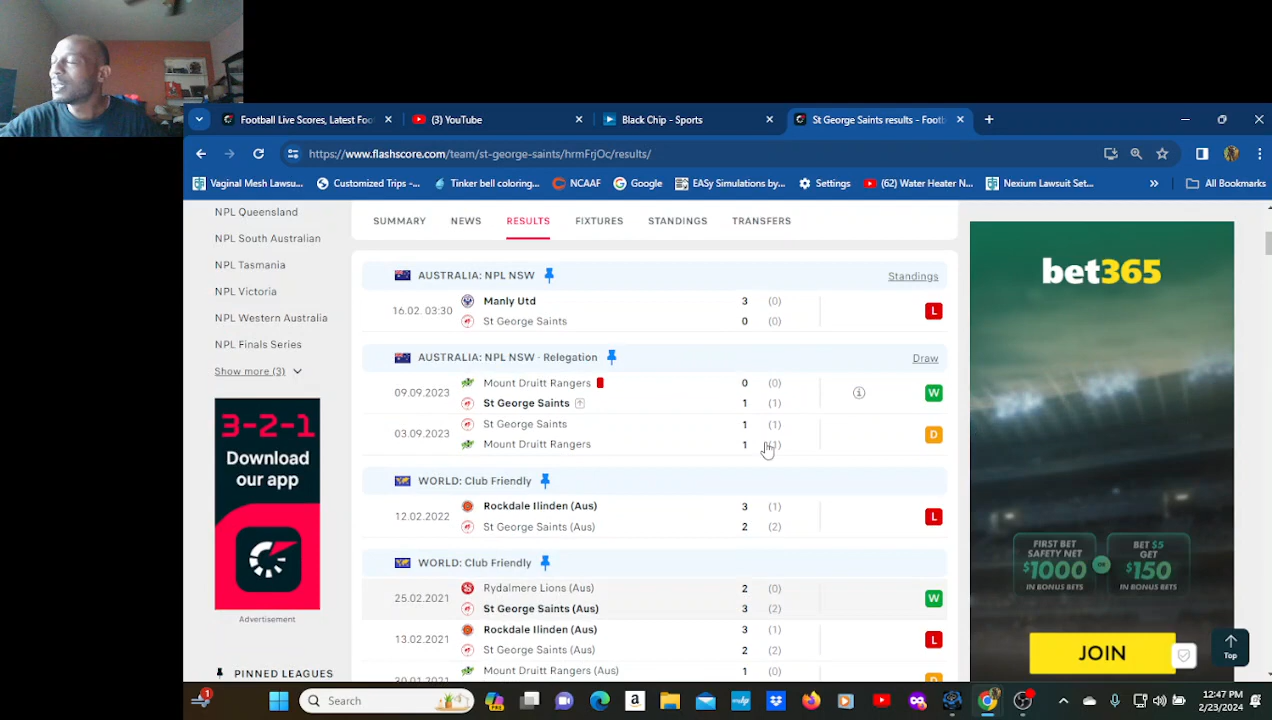 Football Live Scores, Latest Foo
(3) YouTube
Black Chip - Sports
St George Saints results - Footb
https://www.flashscore.com/team/st-george-saints/hrmFrjOc/results/
Vaginal Mesh Lawsu...
Customized Trips -...
Tinker bell coloring...
NCAAF
Google
EASy Simulations by...
Settings
(62) Water Heater N...
Nexium Lawsuit Set...
»
All Bookmarks
NPL Queensland
NPL South Australian
NPL Tasmania
NPL Victoria
NPL Western Australia
NPL Finals Series
Show more (3)
3-2-1
Download
our app
Advertisement
PINNED LEAGUES
SUMMARY NEWS RESULTS FIXTURES STANDINGS TRANSFERS
AUSTRALIA: NPL NSW Standings
16.02. 03:30
Manly Utd 3 (0)
St George Saints 0 (0)
L
AUSTRALIA: NPL NSW - Relegation Draw
09.09.2023
Mount Druitt Rangers 0 (0)
St George Saints 1 (1)
W
03.09.2023
St George Saints 1 (1)
Mount Druitt Rangers 1
D
WORLD: Club Friendly
12.02.2022
Rockdale Ilinden (Aus) 3 (1)
St George Saints (Aus) 2 (2)
L
WORLD: Club Friendly
25.02.2021
Rydalmere Lions (Aus) 2 (0)
St George Saints (Aus) 3 (2)
W
13.02.2021
Rockdale Ilinden (Aus) 3 (1)
St George Saints (Aus) 2 (2)
L
30.01.2021
Mount Druitt Rangers (Aus) 1 (0)
bet365
FIRST BET
SAFETY NET
$1000
IN BONUS BETS
OR
BET $5
GET
$150
IN BONUS BETS
JOIN
Top
1
Search
12:47 PM
2/23/2024